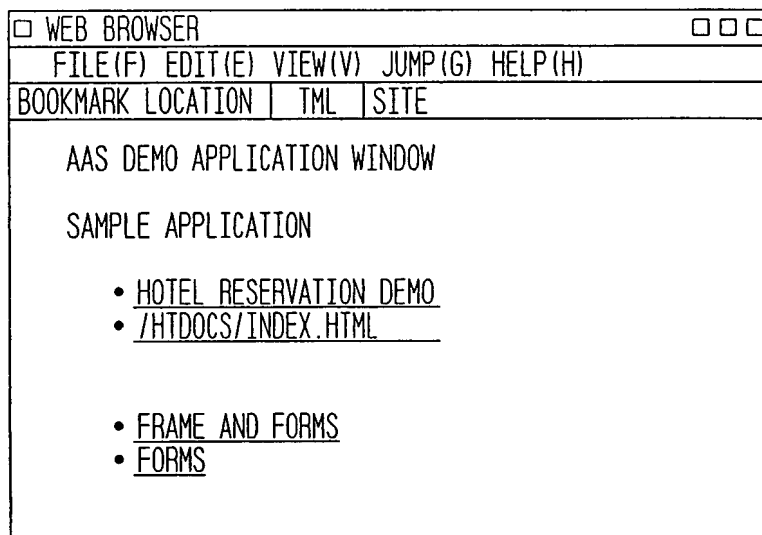 WEB BROWSER
FILE(F) EDIT(E) VIEW(V) JUMP(G) HELP(H)
BOOKMARK LOCATION | TML | SITE
AAS DEMO APPLICATION WINDOW
SAMPLE APPLICATION
• HOTEL RESERVATION DEMO
• /HTDOCS/INDEX.HTML
• FRAME AND FORMS
• FORMS